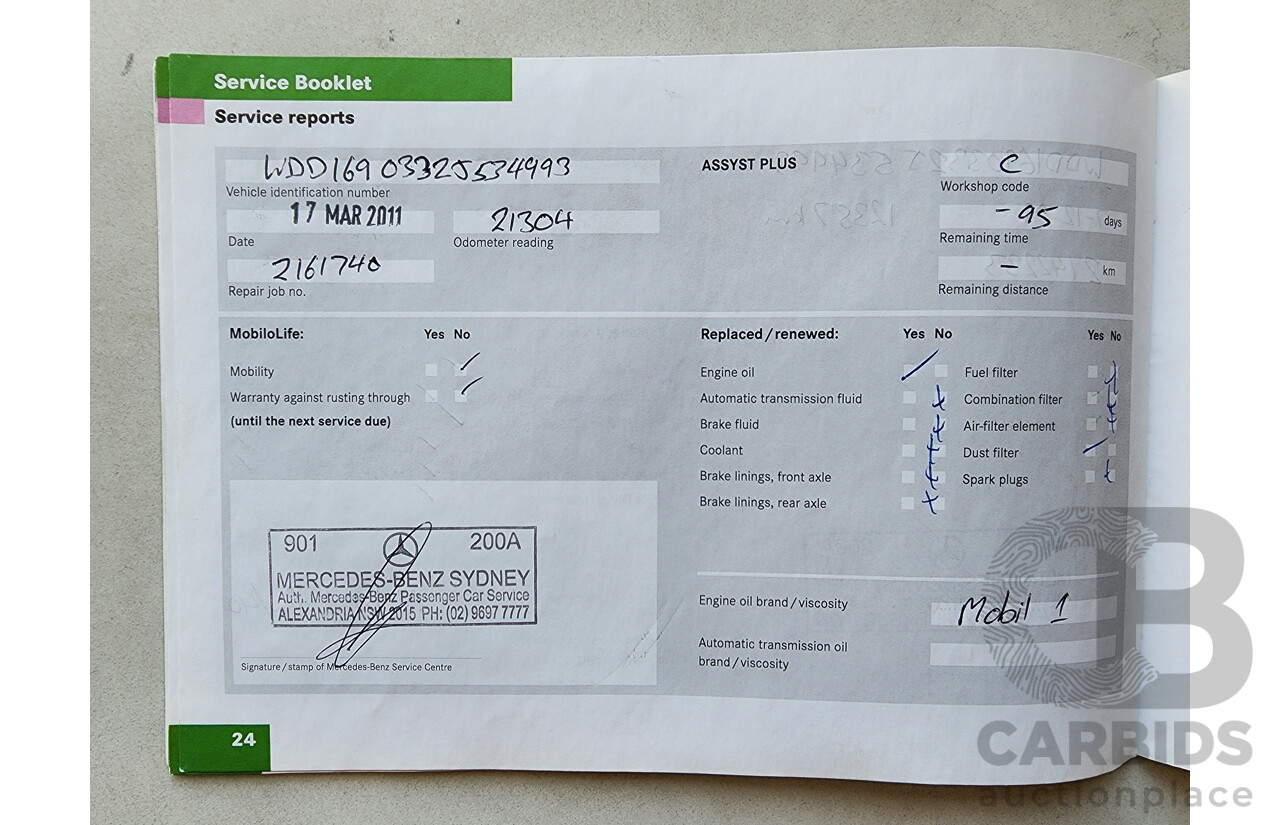 Service Booklet
Service reports
WDD169 0332J534993
Vehicle identification number
17 MAR 2011
Date
21304
Odometer reading
2161740
Repair job no.
ASSYST PLUS
C
Workshop code
-95 days
Remaining time
- km
Remaining distance
MobiloLife: Yes No
Mobility
Warranty against rusting through
(until the next service due)
901 200A
MERCEDES-BENZ SYDNEY
Auth. Mercedes-Benz Passenger Car Service
ALEXANDRIA NSW 2015 PH: (02) 9697 7777
Signature / stamp of Mercedes-Benz Service Centre
Replaced / renewed: Yes No Yes No
Engine oil
Automatic transmission fluid
Brake fluid
Coolant
Brake linings, front axle
Brake linings, rear axle
Fuel filter
Combination filter
Air-filter element
Dust filter
Spark plugs
Engine oil brand / viscosity
Mobil 1
Automatic transmission oil
brand / viscosity
24
CARBIDS
auctionplace